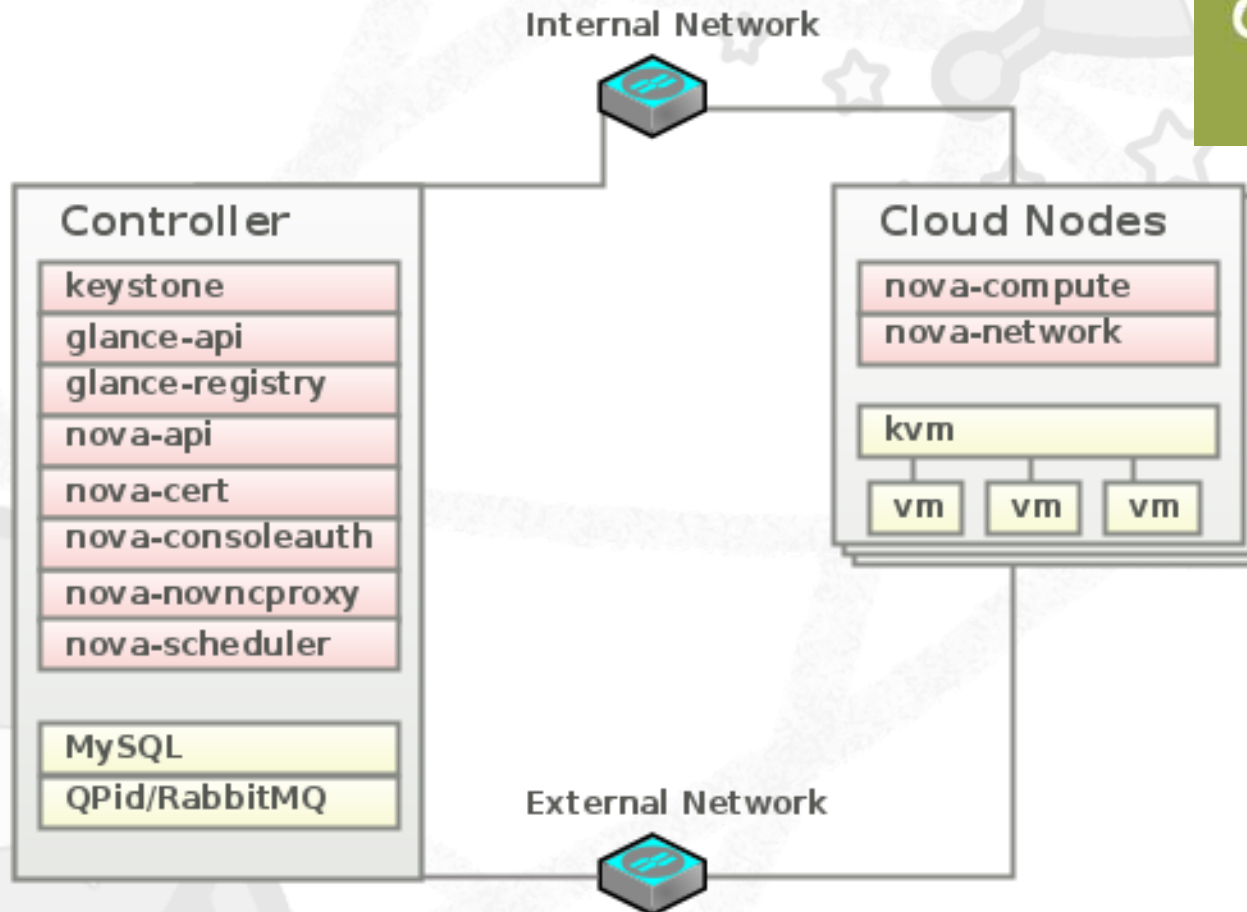 Internal Network
Controller
keystone
glance-api
glance-registry
nova-api
nova-cert
nova-consoleauth
nova-novncproxy
nova-scheduler
MySQL
QPid/RabbitMQ
Cloud Nodes
nova-compute
nova-network
kvm
vm vm vm
External Network